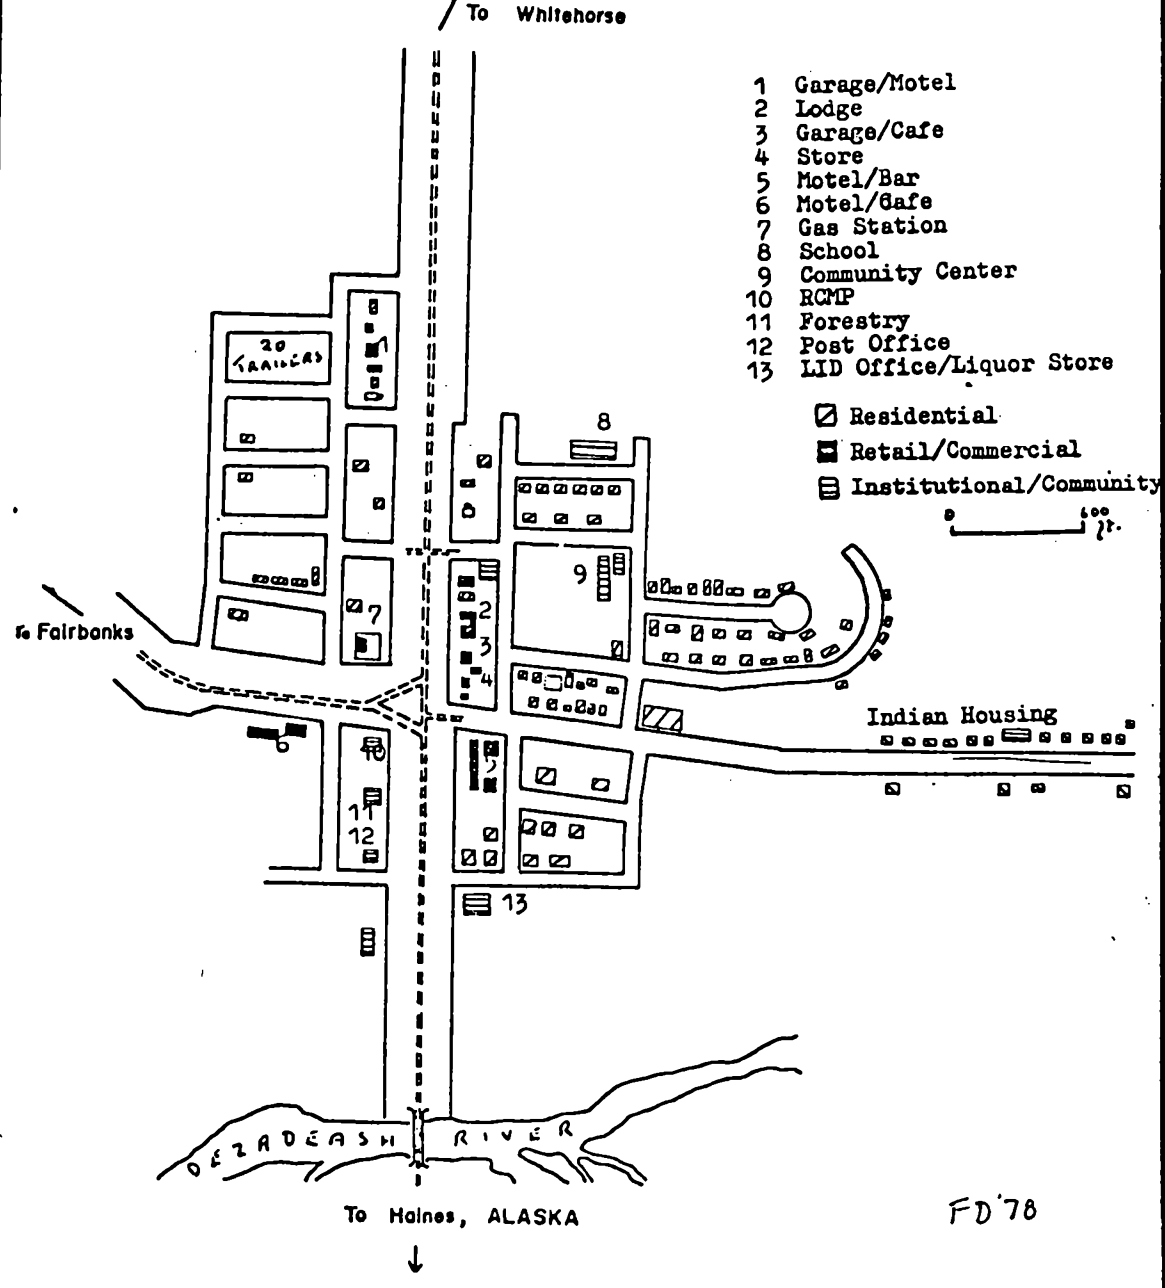 To Whitehorse
1 Garage/Motel
2 Lodge
3 Garage/Cafe
4 Store
5 Motel/Bar
6 Motel/Cafe
7 Gas Station
8 School
9 Community Center
10 RCMP
11 Forestry
12 Post Office
13 LID Office/Liquor Store
Residential
Retail/Commercial
Institutional/Community
0 600 ft.
20
TRAILERS
1
8
9
2
7
3
4
To Fairbanks
Indian Housing
6
10
5
11
12
13
DEZADEASH RIVER
To Haines, ALASKA
FD'78